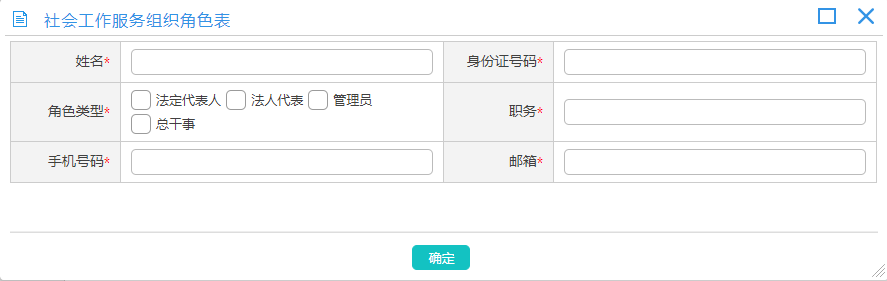 社会工作服务组织角色表
姓名* 身份证号码*
角色类型* 法定代表人 法人代表 管理员 职务*
总干事
手机号码* 邮箱*
确定